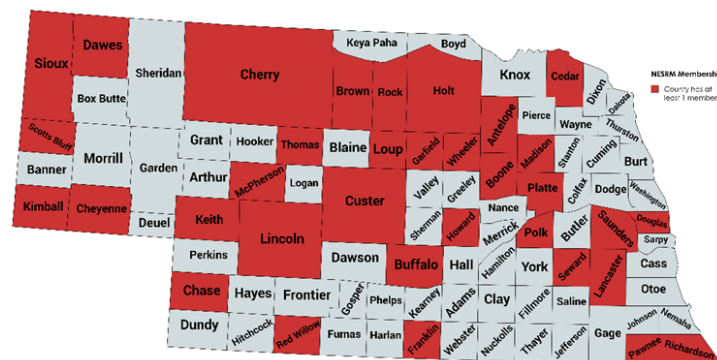 Keya Paha
Boyd
Sioux
Dawes
Sheridan
Cherry
Brown
Rock
Holt
Knox
Cedar
Dixon
Dakota
Box Butte
Antelope
Pierce
Wayne
Thurston
Scotts Bluff
Morrill
Garden
Grant
Hooker
Thomas
Blaine
Loup
Garfield
Wheeler
Madison
Stanton
Cuming
Burt
Banner
Arthur
McPherson
Logan
Custer
Valley
Greeley
Boone
Platte
Colfax
Dodge
Washington
Kimball
Cheyenne
Deuel
Keith
Lincoln
Sherman
Howard
Nance
Merrick
Polk
Butler
Saunders
Douglas
Sarpy
Perkins
Dawson
Buffalo
Hall
Hamilton
York
Seward
Lancaster
Cass
Otoe
Chase
Hayes
Frontier
Gosper
Phelps
Kearney
Adams
Clay
Fillmore
Saline
Dundy
Hitchcock
Red Willow
Furnas
Harlan
Franklin
Webster
Nuckolls
Thayer
Jefferson
Gage
Johnson
Nemaha
Pawnee
Richardson
NESRM Membershi
County has at
least 1 member